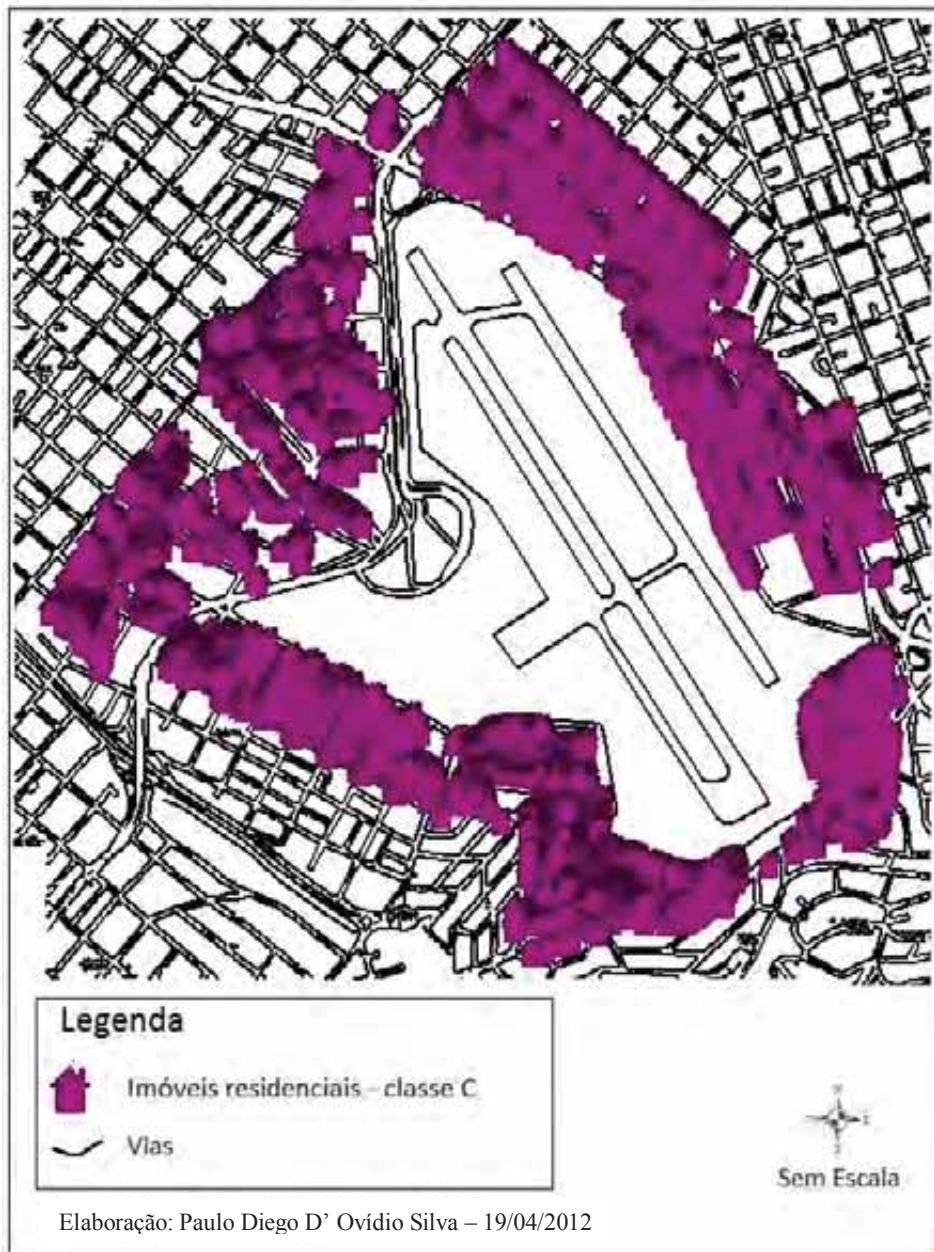 Legenda
Imóveis residenciais - classe C
Vias
Sem Escala
Elaboração: Paulo Diego D’ Ovídio Silva – 19/04/2012